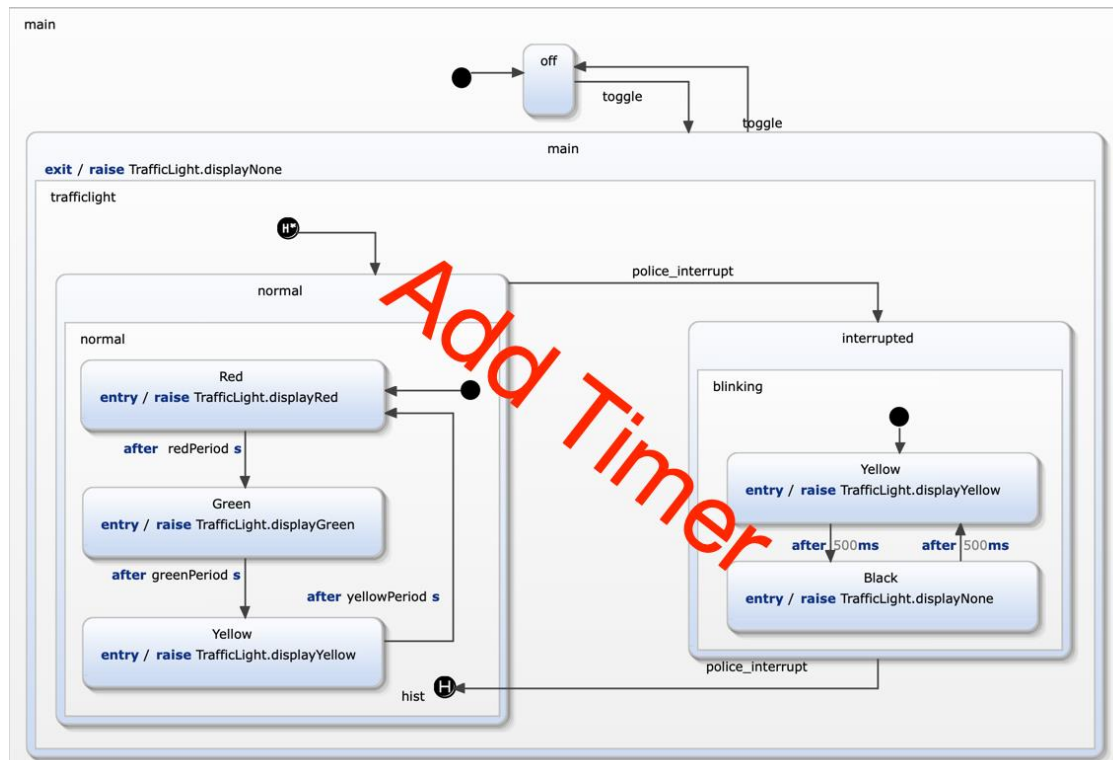 main
off
toggle
toggle
main
exit / raise TrafficLight.displayNone
trafficlight
H*
police_interrupt
normal
interrupted
normal
blinking
Red
entry / raise TrafficLight.displayRed
after redPeriod s
Yellow
entry / raise TrafficLight.displayYellow
Green
entry / raise TrafficLight.displayGreen
after 500ms
after 500ms
after greenPeriod s
Black
entry / raise TrafficLight.displayNone
after yellowPeriod s
Yellow
entry / raise TrafficLight.displayYellow
police_interrupt
hist
H
Add Timer